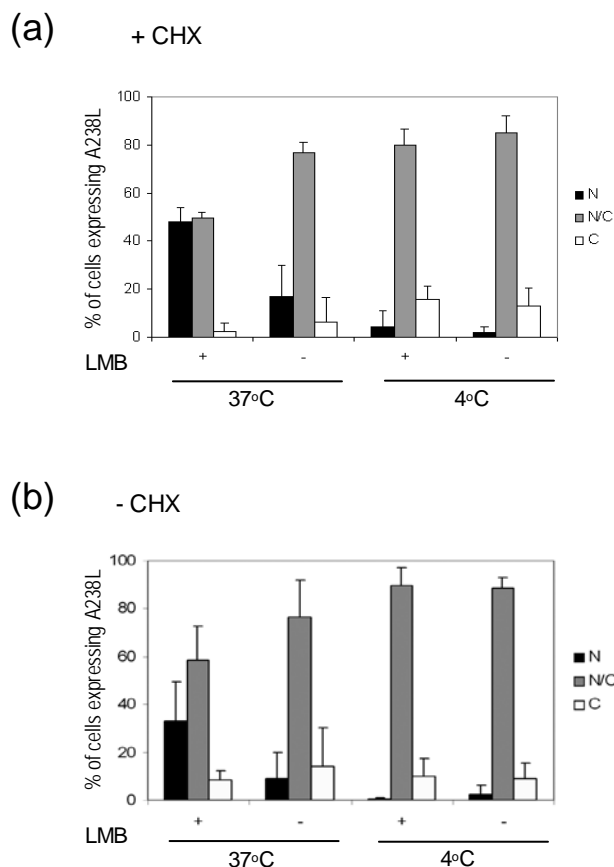 (a) + CHX
% of cells expressing A238L
100
80
60
40
20
0
N
N/C
C
LMB + - + -
37°C 4°C
(b) - CHX
% of cells expressing A238L
100
80
60
40
20
0
N
N/C
C
LMB + - + -
37°C 4°C